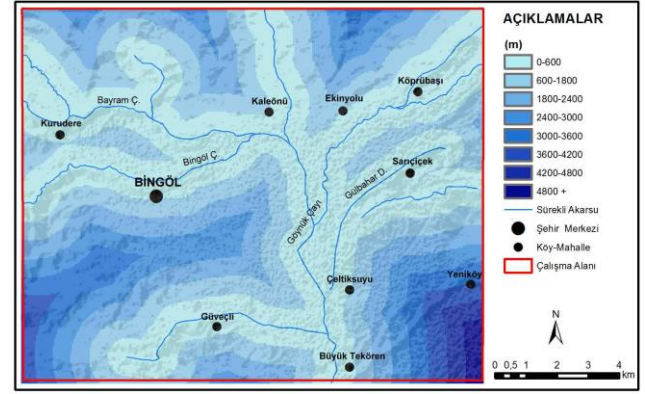 AÇIKLAMALAR
(m)
0-600
600-1800
1800-2400
2400-3000
3000-3600
3600-4200
4200-4800
4800 +
Sürekli Akarsu
Şehir Merkezi
Köy-Mahalle
Çalışma Alanı
N
0 0,5 1 2 3 4
km
Köprübaşı
Kaleönü
Ekinyolu
Bayram Ç.
Kurudere
Bingöl Ç.
Sarıçiçek
BİNGÖL
Gülbahar D.
Göynük Çayı
Yeniköy
Çeltiksuyu
Güveçli
Büyük Tekören